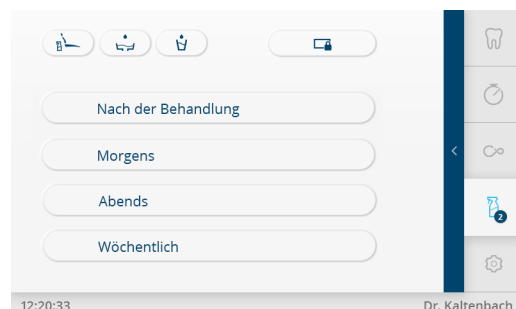 Nach der Behandlung
Morgens
Abends
Wöchentlich
2
12:20:33 Dr. Kaltenbach